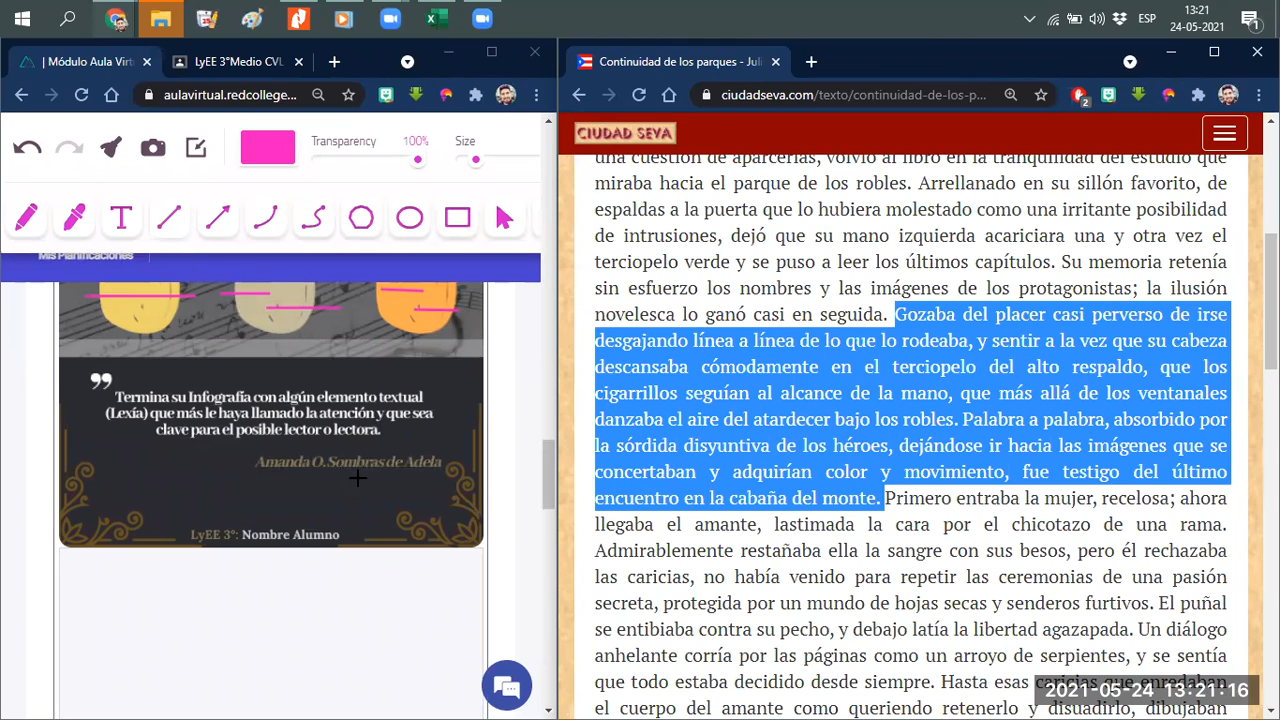 13:21
ESP
24-05-2021
| Módulo Aula Virt
LyEE 3°Medio CVL
Continuidad de los parques - Juli
aulavirtual.redcollege...
ciudadseva.com/texto/continuidad-de-los-p...
2
Transparency
100%
Size
T
Mis Planificaciones
Termina su Infografía con algún elemento textual
(Lexía) que más le haya llamado la atención y que sea
clave para el posible lector o lectora.
Amanda O. Sombras de Adela
LyEE 3°: Nombre Alumno
CIUDAD SEVA
una cuestión de aparcerías, volvió al libro en la tranquilidad del estudio que
miraba hacia el parque de los robles. Arrellanado en su sillón favorito, de
espaldas a la puerta que lo hubiera molestado como una irritante posibilidad
de intrusiones, dejó que su mano izquierda acariciara una y otra vez el
terciopelo verde y se puso a leer los últimos capítulos. Su memoria retenía
sin esfuerzo los nombres y las imágenes de los protagonistas; la ilusión
novelesca lo ganó casi en seguida. Gozaba del placer casi perverso de irse
desgajando línea a línea de lo que lo rodeaba, y sentir a la vez que su cabeza
descansaba cómodamente en el terciopelo del alto respaldo, que los
cigarrillos seguían al alcance de la mano, que más allá de los ventanales
danzaba el aire del atardecer bajo los robles. Palabra a palabra, absorbido por
la sórdida disyuntiva de los héroes, dejándose ir hacia las imágenes que se
concertaban y adquirían color y movimiento, fue testigo del último
encuentro en la cabaña del monte. Primero entraba la mujer, recelosa; ahora
llegaba el amante, lastimada la cara por el chicotazo de una rama.
Admirablemente restañaba ella la sangre con sus besos, pero él rechazaba
las caricias, no había venido para repetir las ceremonias de una pasión
secreta, protegida por un mundo de hojas secas y senderos furtivos. El puñal
se entibiaba contra su pecho, y debajo latía la libertad agazapada. Un diálogo
anhelante corría por las páginas como un arroyo de serpientes, y se sentía
que todo estaba decidido desde siempre. Hasta esas caricias que enredaban
el cuerpo del amante como queriendo retenerlo y disuadirlo, dibujaban
2021-05-24 13:21:16